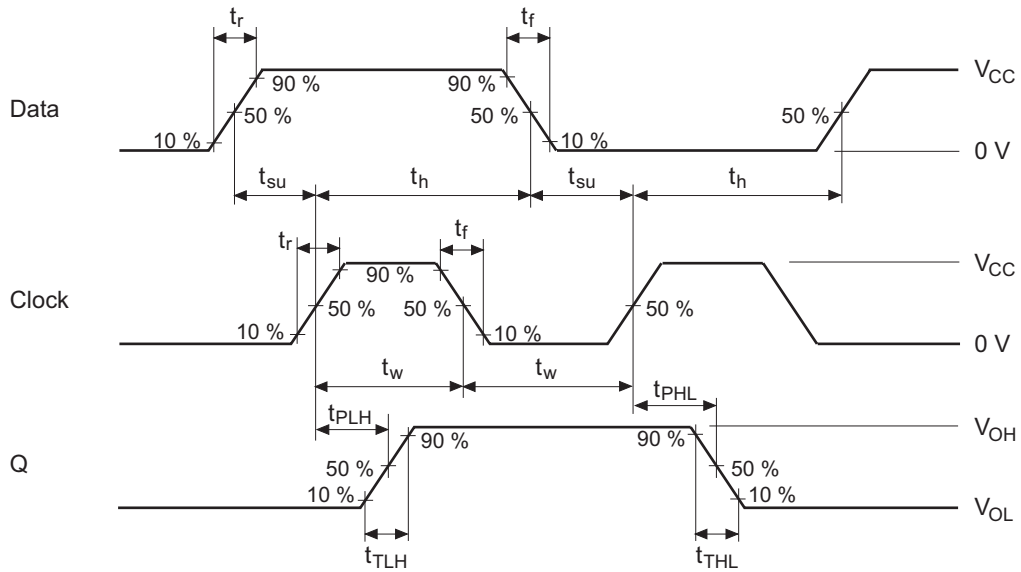 tr
tf
VCC
90 %
90 %
Data
50 %
50 %
50 %
10 %
10 %
0 V
tsu
th
tsu
th
tr
tf
VCC
90 %
Clock
50 %
50 %
50 %
10 %
10 %
0 V
tw
tw
tPLH
tPHL
VOH
90 %
90 %
Q
50 %
50 %
10 %
10 %
VOL
tTLH
tTHL